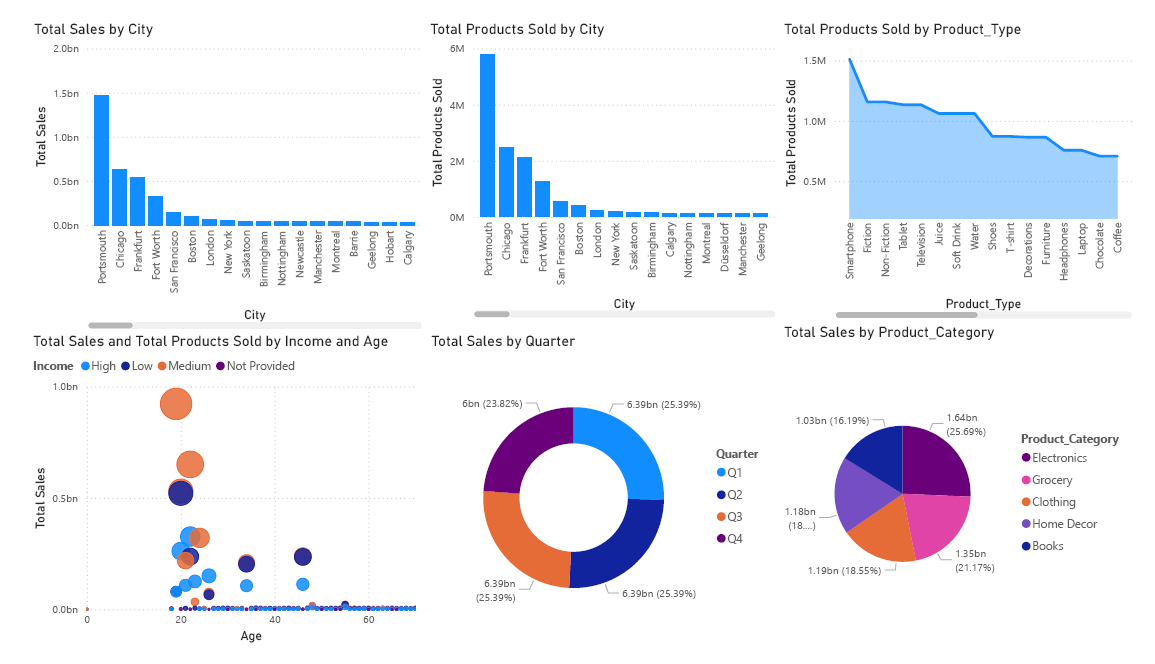 Total Sales by City
2.0bn
1.5bn
1.0bn
0.5bn
0.0bn
Total Sales
Portsmouth
Chicago
Frankfurt
Fort Worth
San Francisco
Boston
London
New York
Saskatoon
Birmingham
Nottingham
Newcastle
Manchester
Montreal
Barrie
Geelong
Hobart
Calgary
City
Total Products Sold by City
6M
4M
2M
0M
Total Products Sold
Portsmouth
Chicago
Frankfurt
Fort Worth
San Francisco
Boston
London
New York
Saskatoon
Birmingham
Calgary
Nottingham
Montreal
Düsseldorf
Manchester
Geelong
City
Total Products Sold by Product_Type
1.5M
1.0M
0.5M
Total Products Sold
Smartphone
Fiction
Non-Fiction
Tablet
Television
Juice
Soft Drink
Water
Shoes
T-shirt
Decorations
Furniture
Headphones
Laptop
Chocolate
Coffee
Product_Type
Total Sales and Total Products Sold by Income and Age
Income High Low Medium Not Provided
1.0bn
0.5bn
0.0bn
Total Sales
0 20 40 60
Age
Total Sales by Quarter
6bn (23.82%)
6.39bn (25.39%)
6.39bn
(25.39%)
6.39bn (25.39%)
Quarter
Q1
Q2
Q3
Q4
Total Sales by Product_Category
1.03bn (16.19%)
1.64bn
(25.69%)
1.18bn
(18....)
1.19bn (18.55%)
1.35bn
(21.17%)
Product_Category
Electronics
Grocery
Clothing
Home Decor
Books